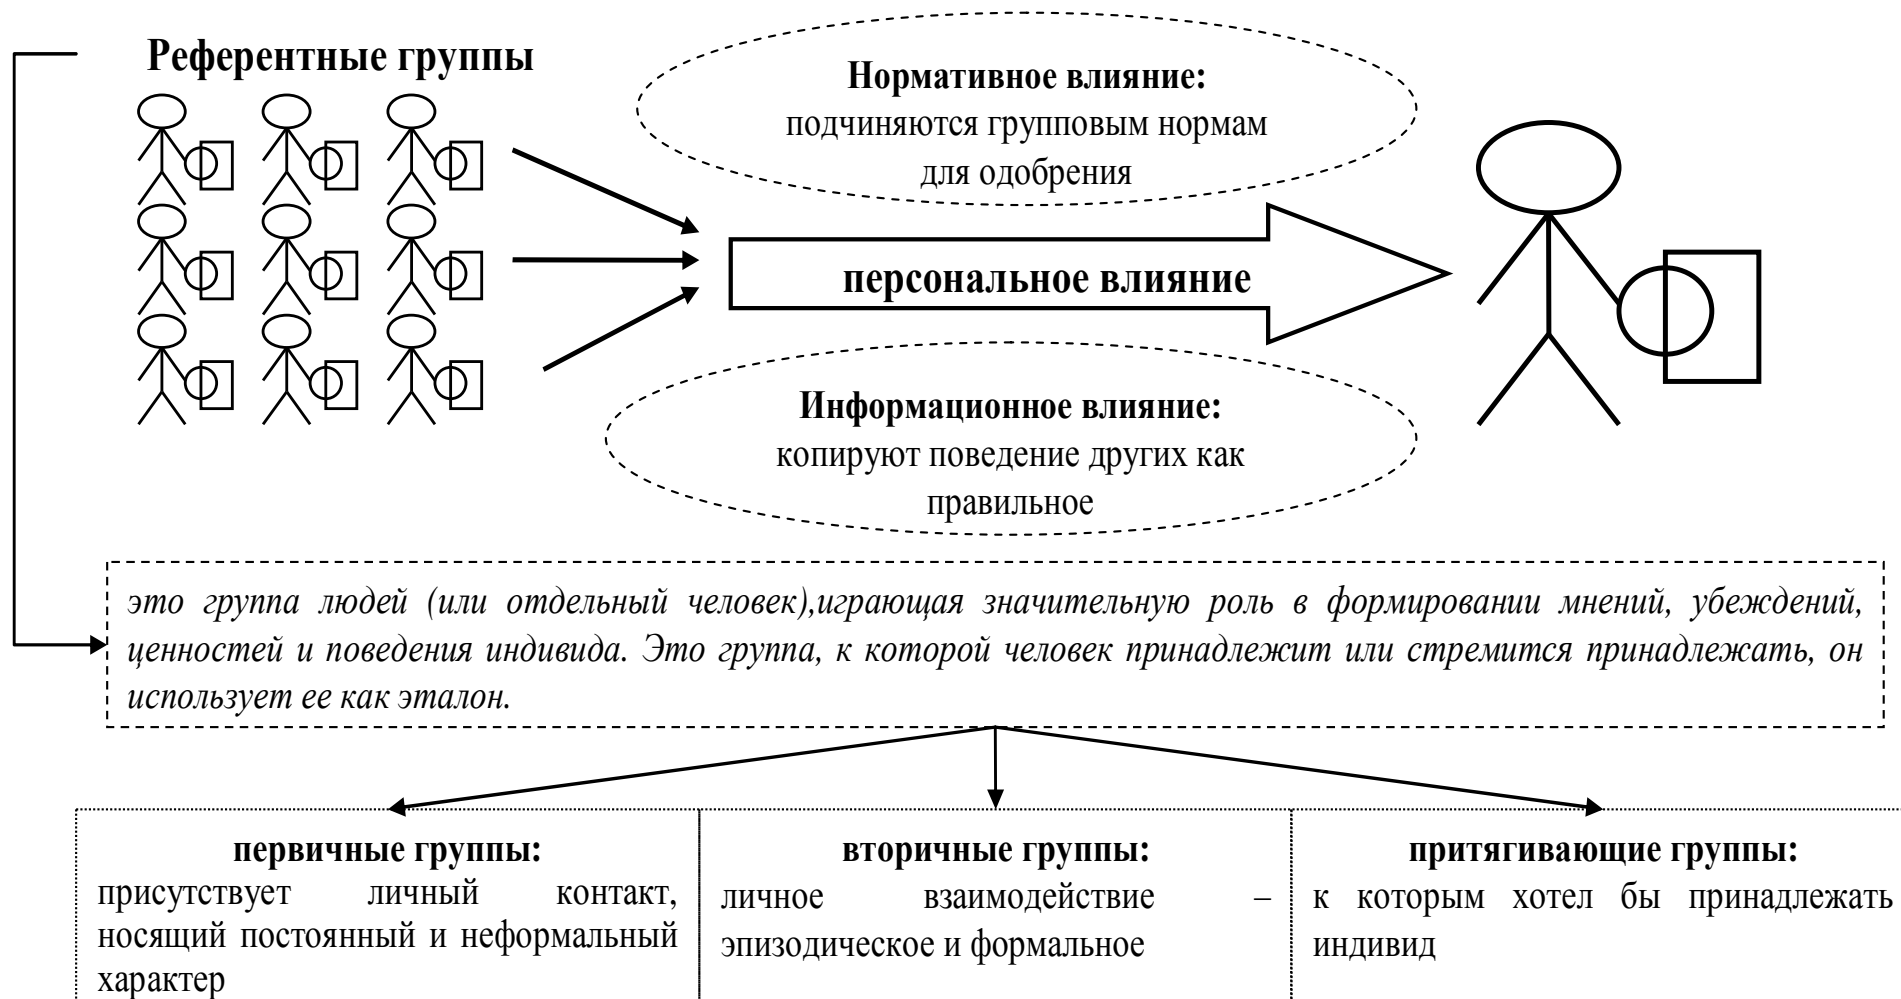 Референтные группы
Нормативное влияние:
подчиняются групповым нормам
для одобрения
персональное влияние
Информационное влияние:
копируют поведение других как
правильное
это группа людей (или отдельный человек),играющая значительную роль в формировании мнений, убеждений,
ценностей и поведения индивида. Это группа, к которой человек принадлежит или стремится принадлежать, он
использует ее как эталон.
первичные группы:
присутствует личный контакт,
носящий постоянный и неформальный
характер
вторичные группы:
личное взаимодействие –
эпизодическое и формальное
притягивающие группы:
к которым хотел бы принадлежать
индивид